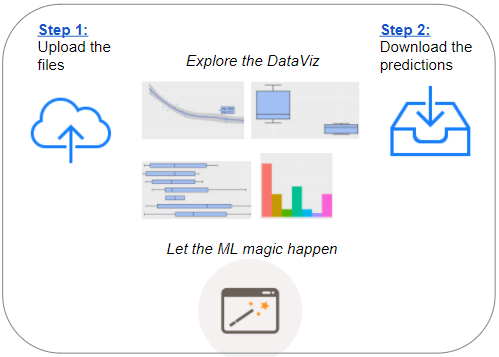 Step 1:
Upload the
files
Explore the DataViz
Step 2:
Download the
predictions
Let the ML magic happen